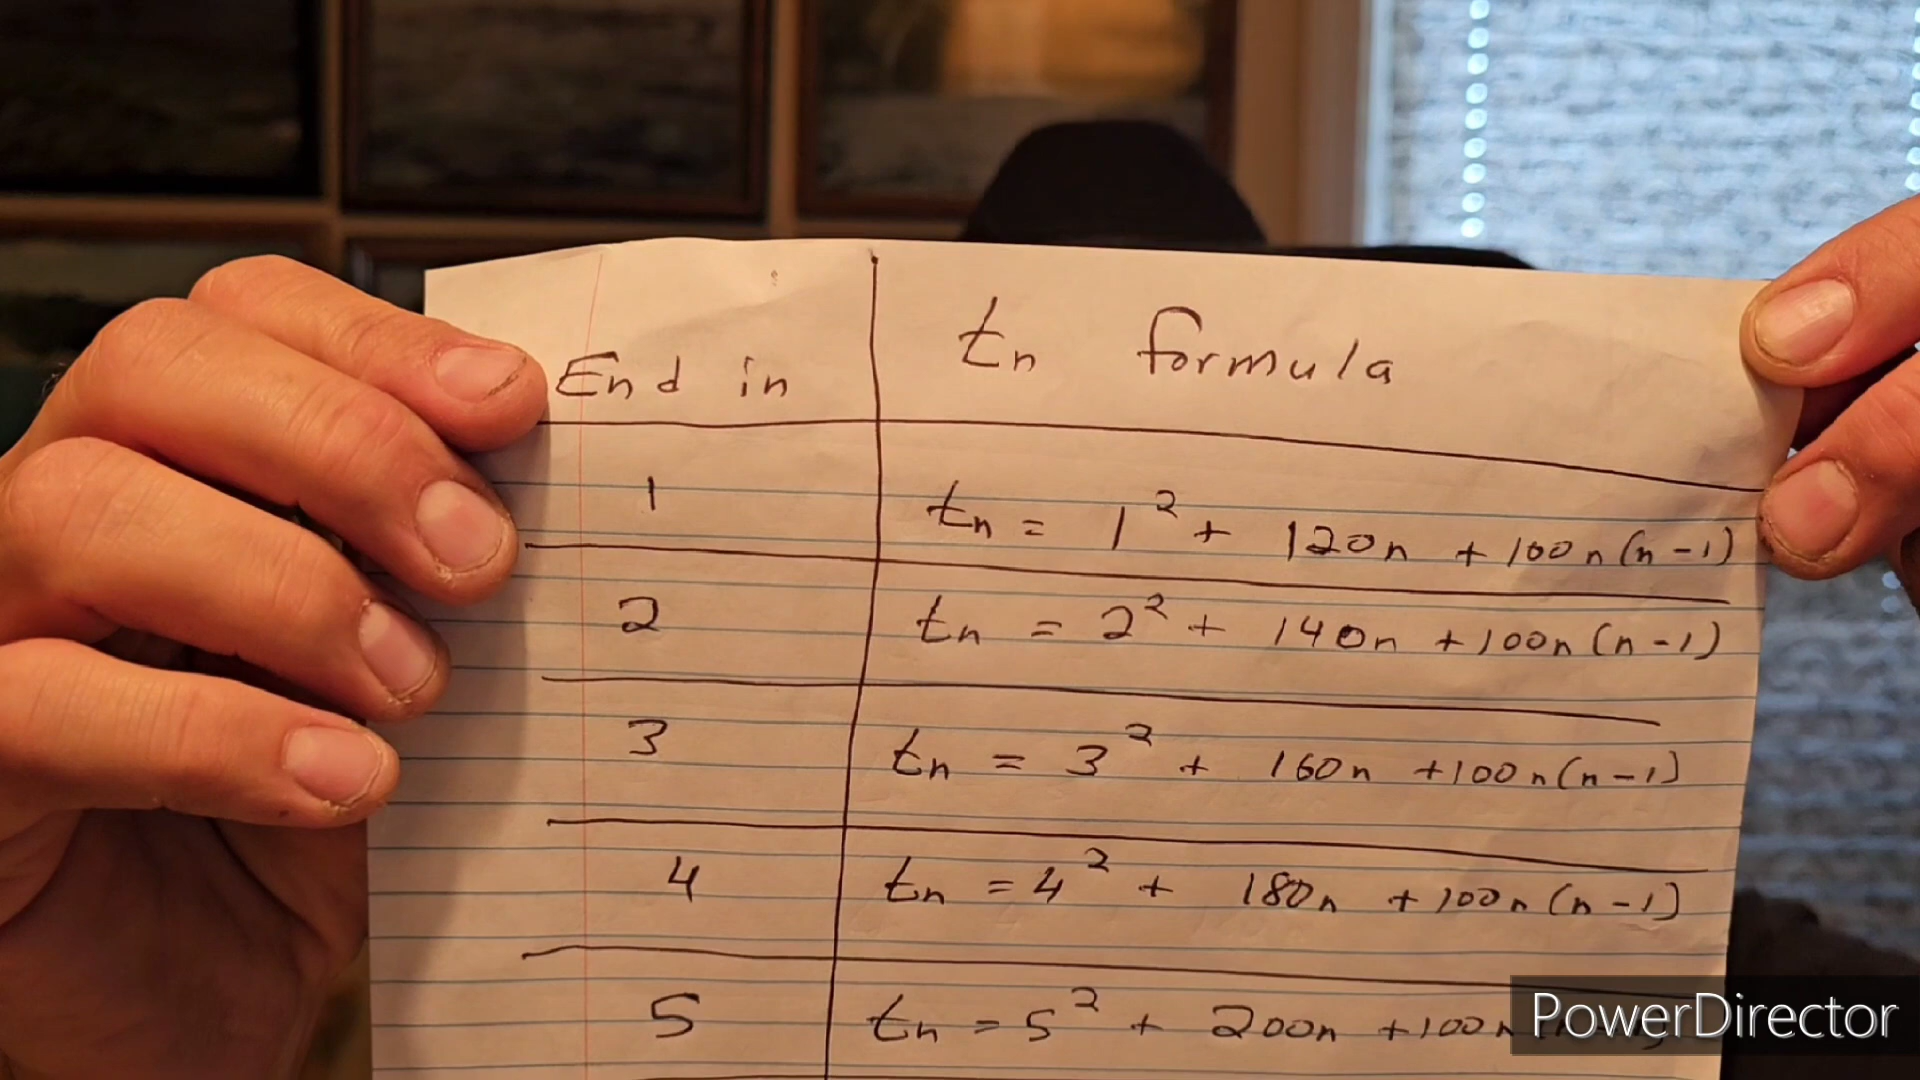 End in tn formula
1 tn = 1² + 120n + 100n(n-1)
2 tn = 2² + 140n + 100n(n-1)
3 tn = 3² + 160n + 100n(n-1)
4 tn = 4² + 180n + 100n(n-1)
5 tn = 5² + 200n + 100n
PowerDirector